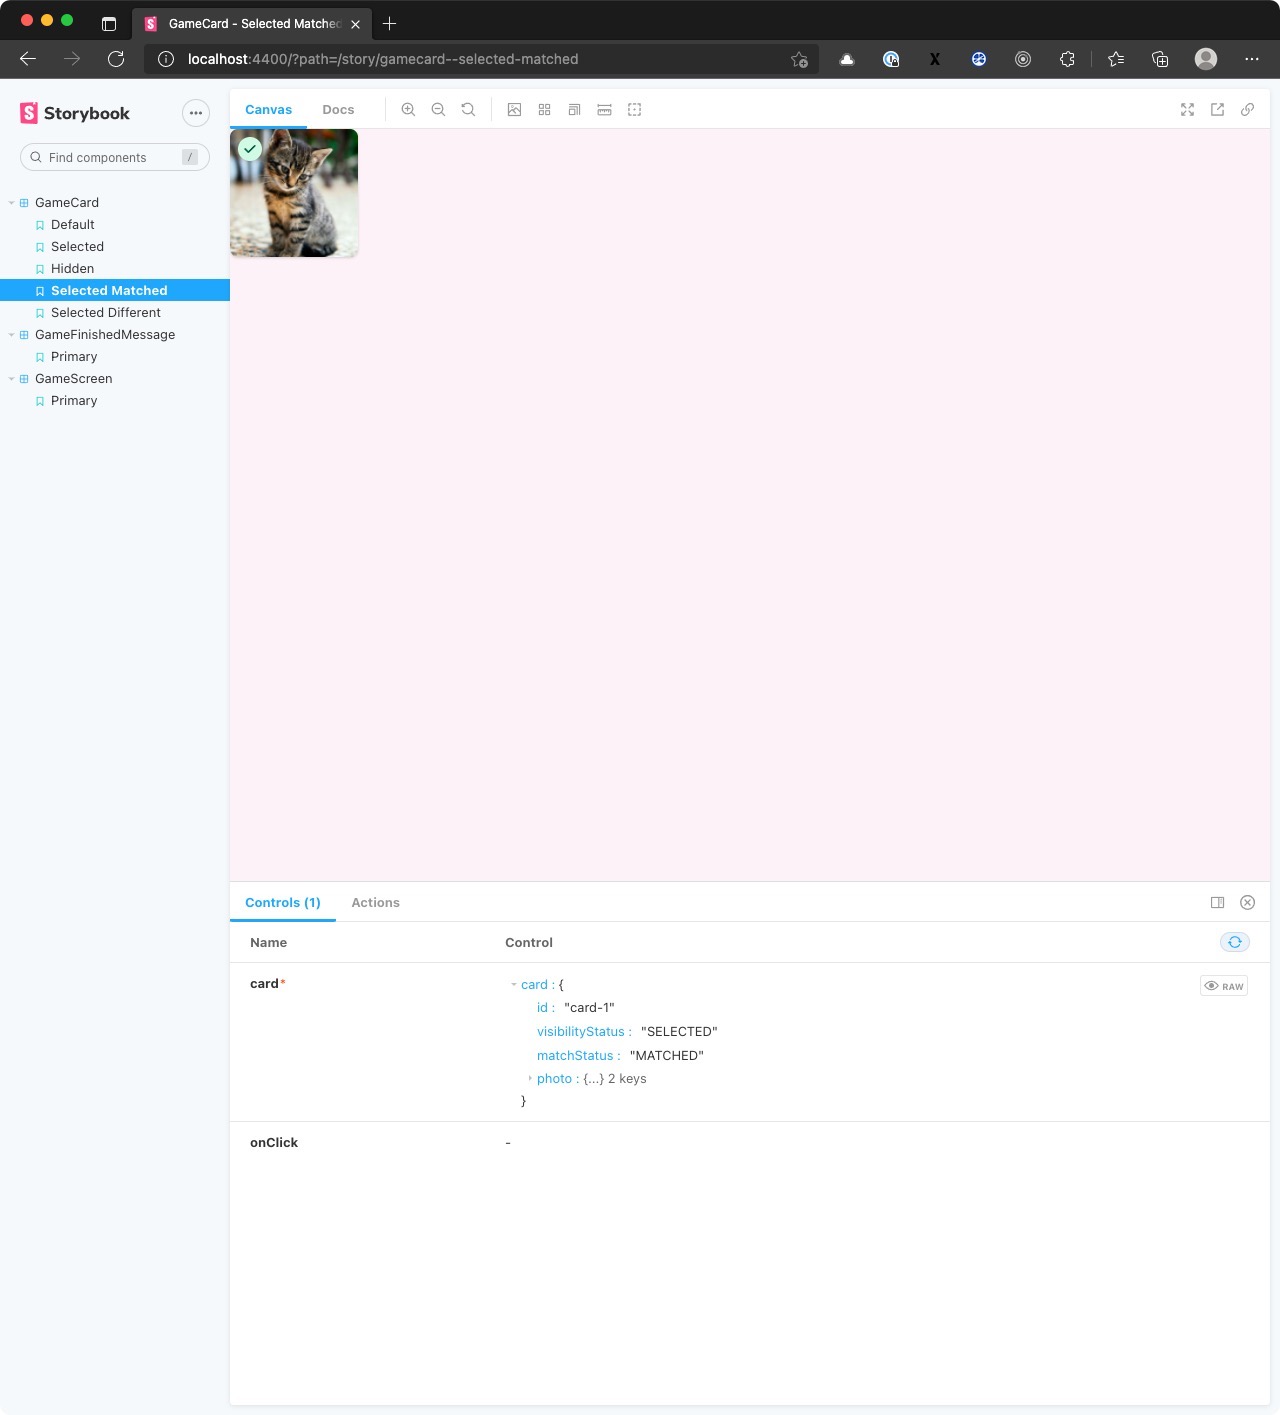 GameCard - Selected Matched
localhost:4400/?path=/story/gamecard--selected-matched
Storybook
Canvas
Docs
Find components
/
GameCard
Default
Selected
Hidden
Selected Matched
Selected Different
GameFinishedMessage
Primary
GameScreen
Primary
Controls (1)
Actions
Name
Control
card*
card : {
RAW
id : "card-1"
visibilityStatus : "SELECTED"
matchStatus : "MATCHED"
photo : {...} 2 keys
}
onClick
-